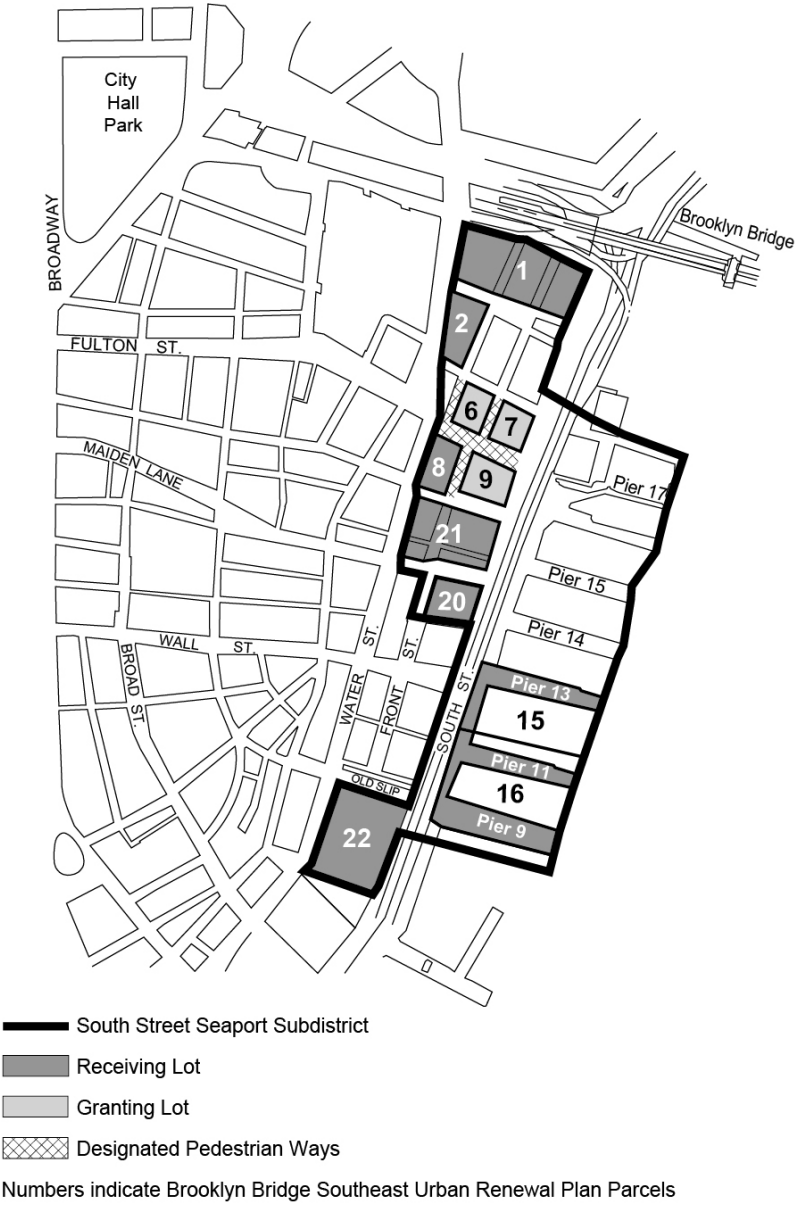 City
Hall
Park
BROADWAY
Brooklyn Bridge
1
2
FULTON ST.
6
7
MAIDEN LANE
8
9
Pier 17
21
Pier 15
20
Pier 14
WALL ST.
BROAD ST.
WATER ST.
FRONT ST.
SOUTH ST.
Pier 13
15
Pier 11
16
OLD SLIP
Pier 9
22
South Street Seaport Subdistrict
Receiving Lot
Granting Lot
Designated Pedestrian Ways
Numbers indicate Brooklyn Bridge Southeast Urban Renewal Plan Parcels